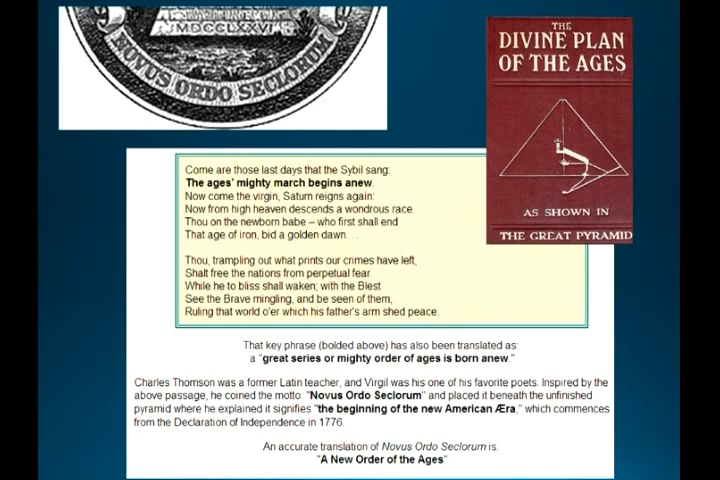 MDCCLXXVI
NOVUS ORDO SECLORUM
THE
DIVINE PLAN
OF THE AGES
AS SHOWN IN
THE GREAT PYRAMID
Come are those last days that the Sybil sang:
The ages' mighty march begins anew.
Now come the virgin, Saturn reigns again:
Now from high heaven descends a wondrous race.
Thou on the newborn babe – who first shall end
That age of iron, bid a golden dawn. . .
Thou, trampling out what prints our crimes have left,
Shalt free the nations from perpetual fear.
While he to bliss shall waken; with the Blest
See the Brave mingling, and be seen of them,
Ruling that world o'er which his father's arm shed peace.
That key phrase (bolded above) has also been translated as:
a "great series or mighty order of ages is born anew."
Charles Thomson was a former Latin teacher, and Virgil was his one of his favorite poets. Inspired by the
above passage, he coined the motto: "Novus Ordo Seclorum" and placed it beneath the unfinished
pyramid where he explained it signifies "the beginning of the new American Æra," which commences
from the Declaration of Independence in 1776.
An accurate translation of Novus Ordo Seclorum is:
"A New Order of the Ages"